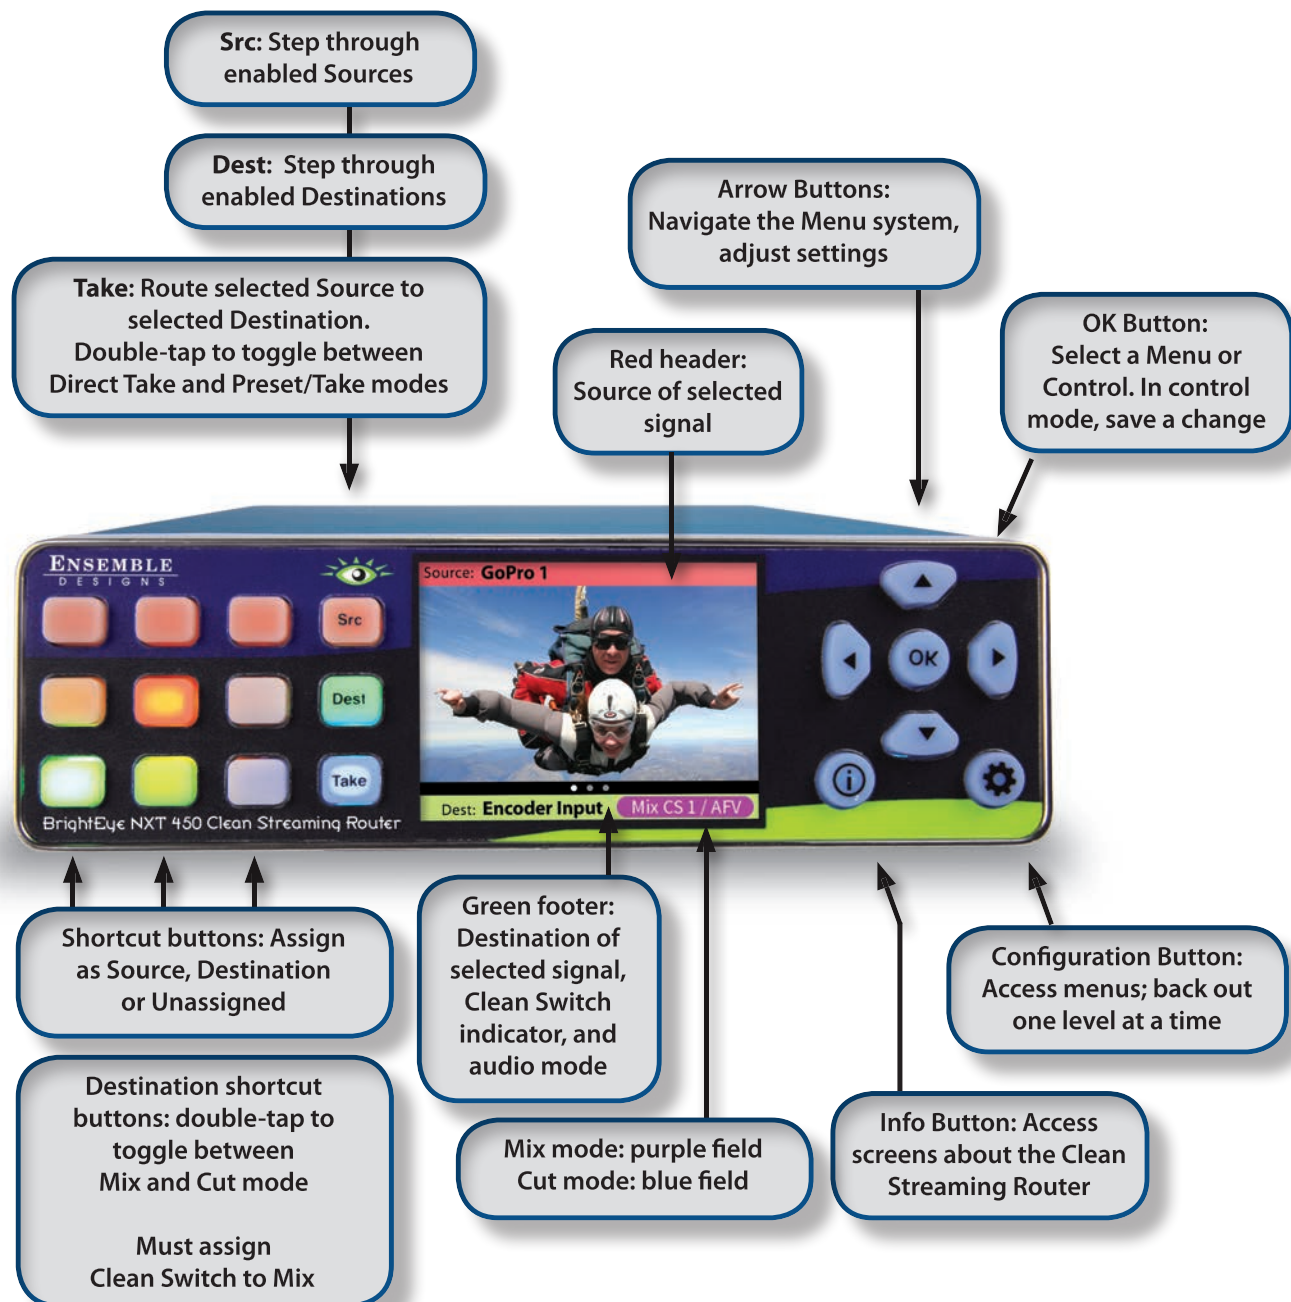 Src: Step through
enabled Sources
Dest: Step through
enabled Destinations
Take: Route selected Source to
selected Destination.
Double-tap to toggle between
Direct Take and Preset/Take modes
Arrow Buttons:
Navigate the Menu system,
adjust settings
Red header:
Source of selected
signal
OK Button:
Select a Menu or
Control. In control
mode, save a change
ENSEMBLE
DESIGNS
Src
Dest
Take
Source: GoPro 1
Dest: Encoder Input Mix CS 1 / AFV
OK
i
BrightEye NXT 450 Clean Streaming Router
Shortcut buttons: Assign
as Source, Destination
or Unassigned
Destination shortcut
buttons: double-tap to
toggle between
Mix and Cut mode
Must assign
Clean Switch to Mix
Green footer:
Destination of
selected signal,
Clean Switch
indicator, and
audio mode
Mix mode: purple field
Cut mode: blue field
Info Button: Access
screens about the Clean
Streaming Router
Configuration Button:
Access menus; back out
one level at a time